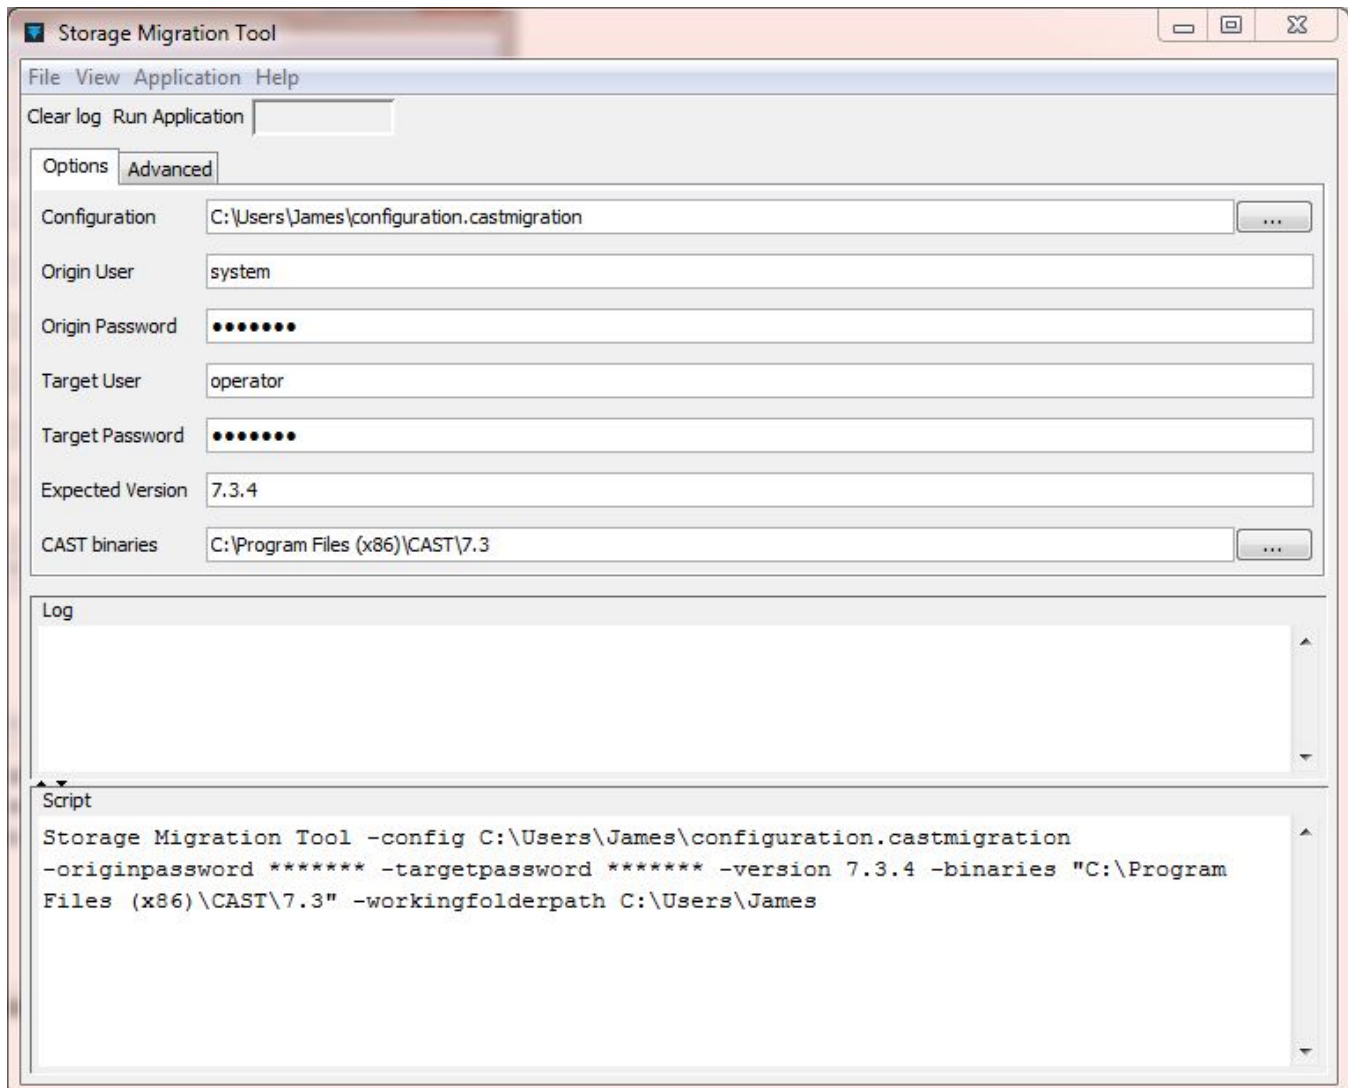 Storage Migration Tool
File View Application Help
Clear log Run Application
Options Advanced
Configuration C:\Users\James\configuration.castmigration ...
Origin User system
Origin Password •••••••
Target User operator
Target Password •••••••
Expected Version 7.3.4
CAST binaries C:\Program Files (x86)\CAST\7.3 ...
Log
Script
Storage Migration Tool -config C:\Users\James\configuration.castmigration
-originpassword ******* -targetpassword ******* -version 7.3.4 -binaries "C:\Program
Files (x86)\CAST\7.3" -workingfolderpath C:\Users\James